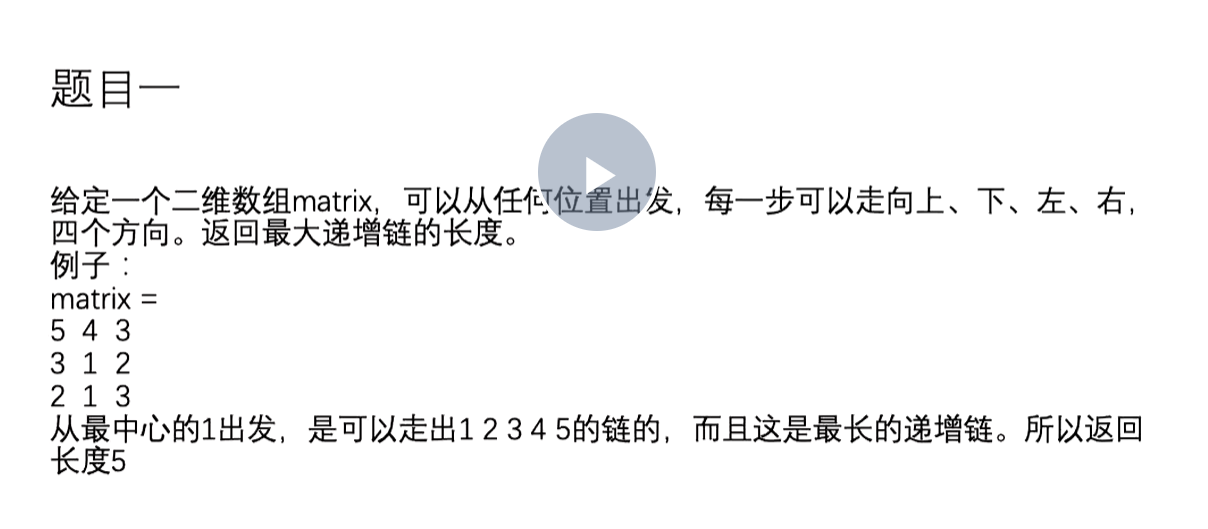 题目一
给定一个二维数组matrix，可以从任何位置出发，每一步可以走向上、下、左、右，
四个方向。返回最大递增链的长度。
例子：
matrix =
5 4 3
3 1 2
2 1 3
从最中心的1出发，是可以走出1 2 3 4 5的链的，而且这是最长的递增链。所以返回
长度5